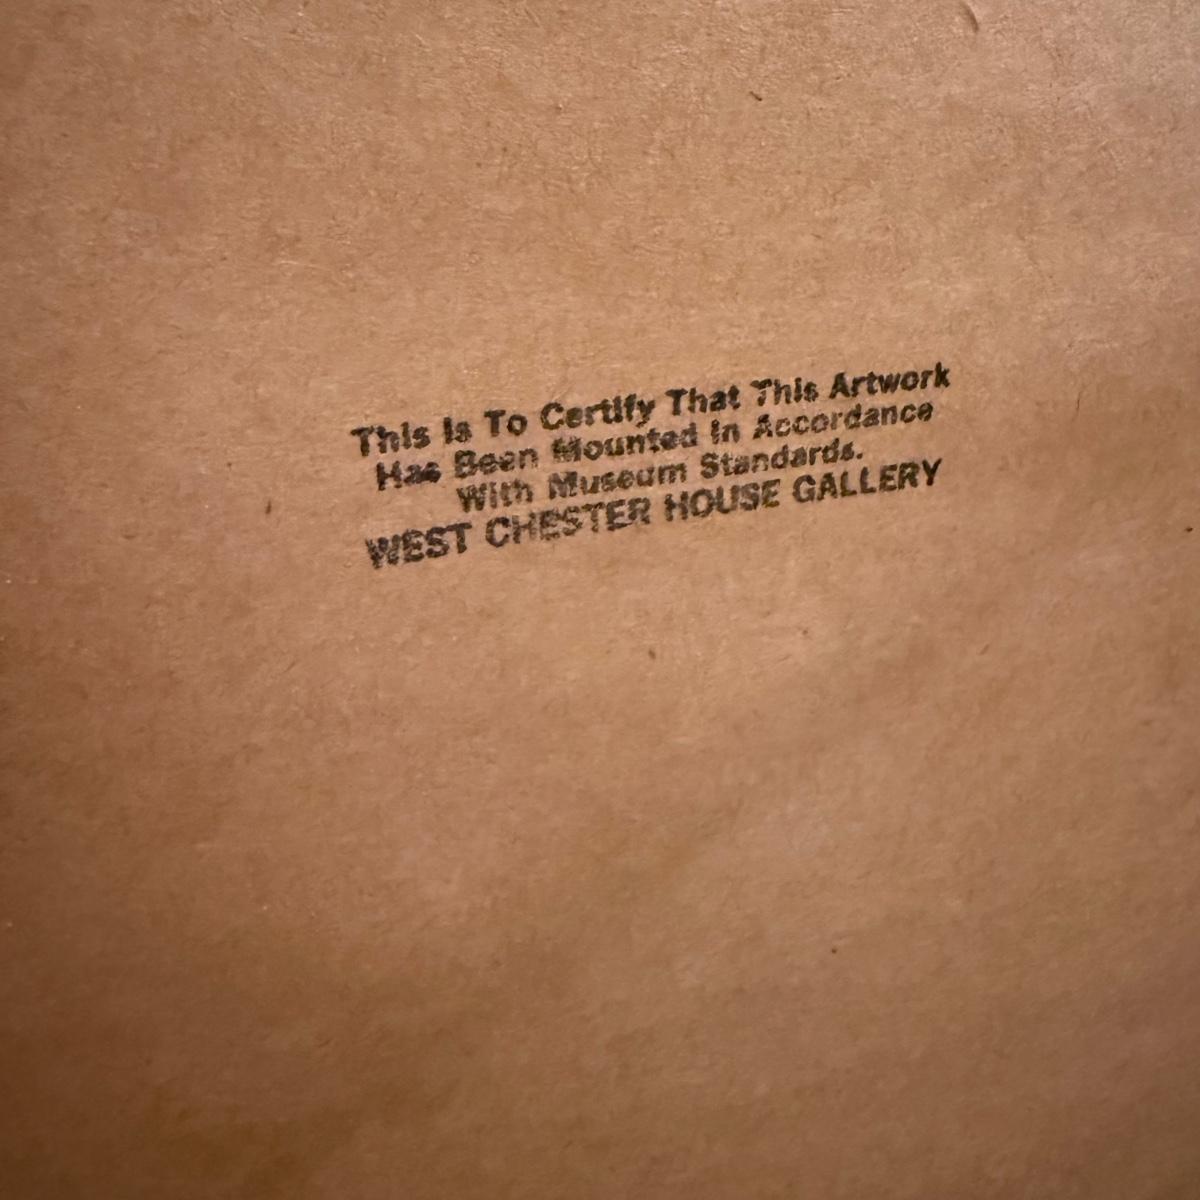 This Is To Certify That This Artwork
Has Been Mounted In Accordance
With Museum Standards.
WEST CHESTER HOUSE GALLERY